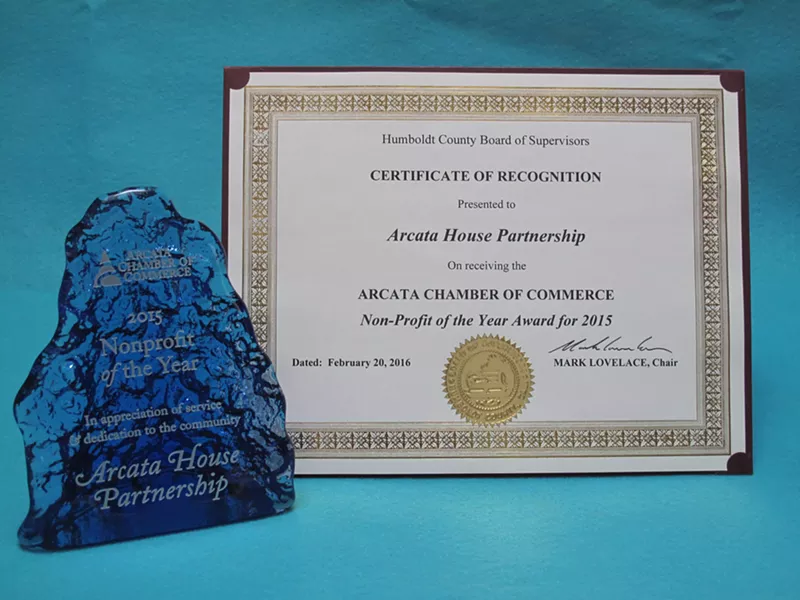 ARCATA
CHAMBER OF
COMMERCE
2015
Nonprofit
of the Year
In appreciation of service
& dedication to the community
Arcata House
Partnership
Humboldt County Board of Supervisors
CERTIFICATE OF RECOGNITION
Presented to
Arcata House Partnership
On receiving the
ARCATA CHAMBER OF COMMERCE
Non-Profit of the Year Award for 2015
Dated: February 20, 2016
MARK LOVELACE, Chair